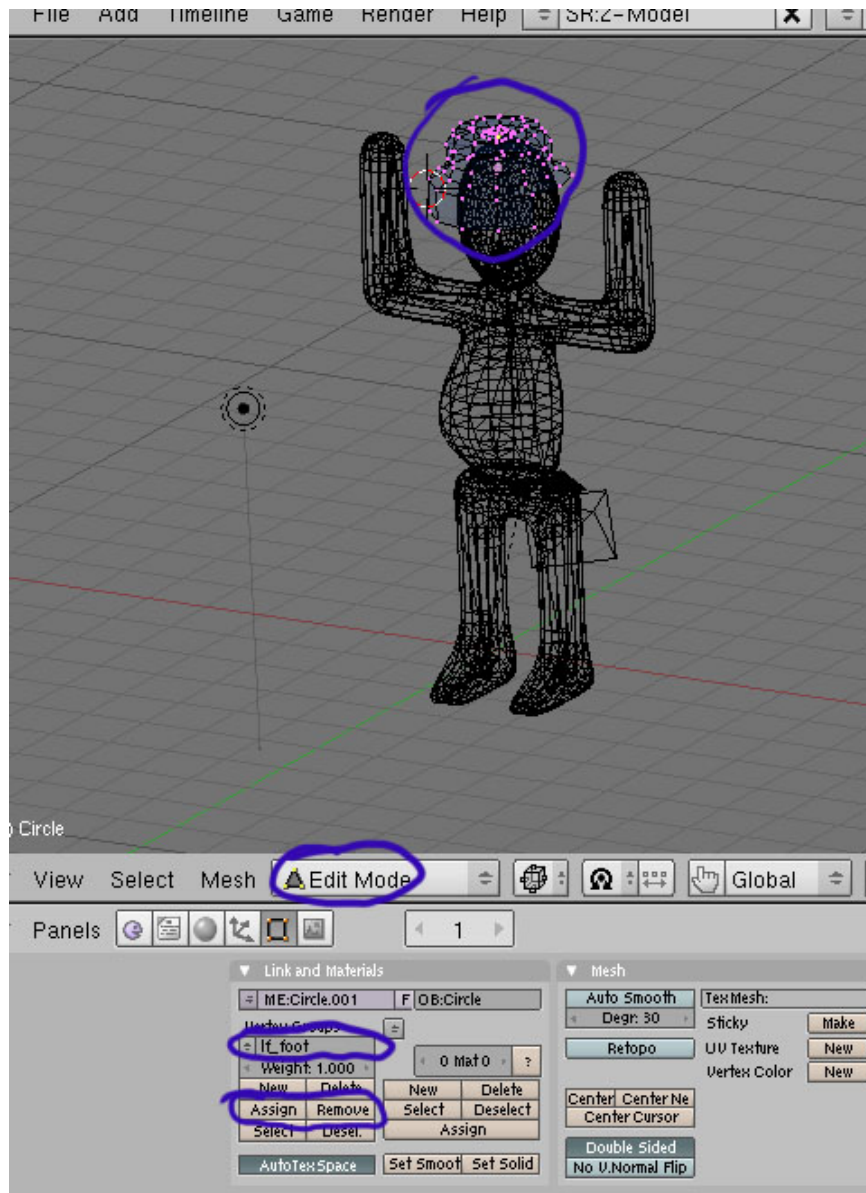 File Add Timeline Game Render Help SR:2-Model X
) Circle
View Select Mesh Edit Mode Global
Panels 1
Link and Materials Mesh
ME:Circle.001 F OB:Circle Auto Smooth TexMesh:
Vertex Groups Degr: 30 Sticky Make
lf_foot 0 Mat 0 ? Retopo UV Texture New
Weight: 1.000 Vertex Color New
New Delete New Delete Center Center Ne
Assign Remove Select Deselect Center Cursor
Select Desel. Assign
Double Sided
AutoTexSpace Set Smoot Set Solid No V.Normal Flip